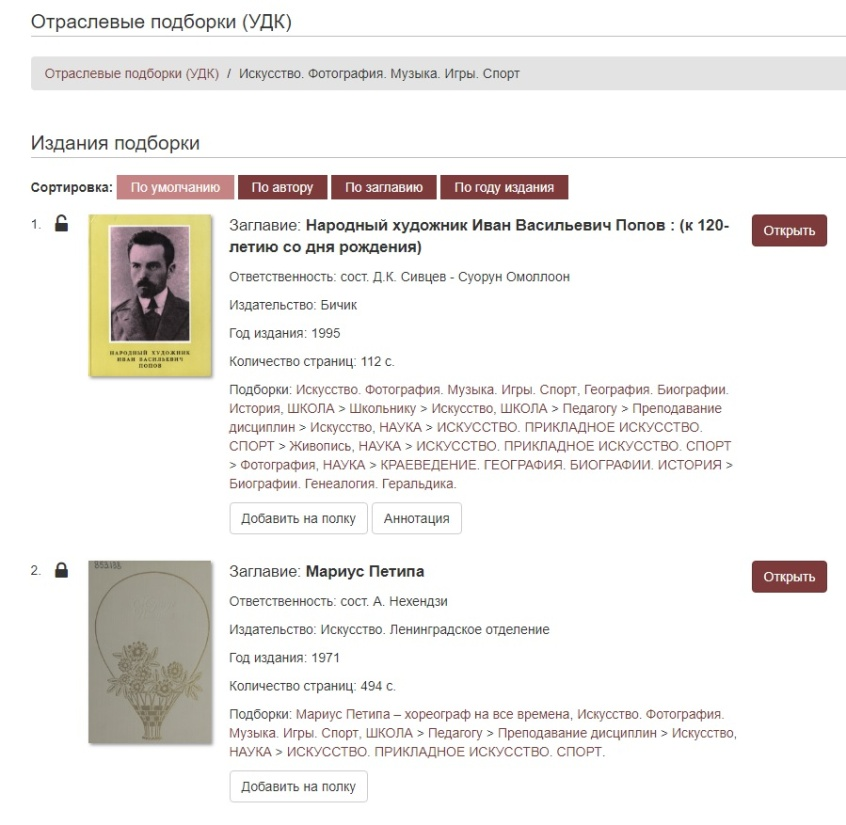 Отраслевые подборки (УДК)
Отраслевые подборки (УДК) / Искусство. Фотография. Музыка. Игры. Спорт
Издания подборки
Сортировка: По умолчанию По автору По заглавию По году издания
1. Заглавие: Народный художник Иван Васильевич Попов : (к 120-
летию со дня рождения)
Открыть
Ответственность: сост. Д.К. Сивцев - Суорун Омоллоон
Издательство: Бичик
Год издания: 1995
Количество страниц: 112 с.
НАРОДНЫЙ ХУДОЖНИК
ИВАН ВАСИЛЬЕВИЧ
ПОПОВ
Подборки: Искусство. Фотография. Музыка. Игры. Спорт, География. Биографии.
История, ШКОЛА > Школьнику > Искусство, ШКОЛА > Педагогу > Преподавание
дисциплин > Искусство, НАУКА > ИСКУССТВО. ПРИКЛАДНОЕ ИСКУССТВО.
СПОРТ > Живопись, НАУКА > ИСКУССТВО. ПРИКЛАДНОЕ ИСКУССТВО. СПОРТ
> Фотография, НАУКА > КРАЕВЕДЕНИЕ. ГЕОГРАФИЯ. БИОГРАФИИ. ИСТОРИЯ >
Биографии. Генеалогия. Геральдика.
Добавить на полку Аннотация
2. Заглавие: Мариус Петипа
Открыть
Ответственность: сост. А. Нехендзи
Издательство: Искусство. Ленинградское отделение
Год издания: 1971
Количество страниц: 494 с.
Подборки: Мариус Петипа – хореограф на все времена, Искусство. Фотография.
Музыка. Игры. Спорт, ШКОЛА > Педагогу > Преподавание дисциплин > Искусство,
НАУКА > ИСКУССТВО. ПРИКЛАДНОЕ ИСКУССТВО. СПОРТ.
Добавить на полку